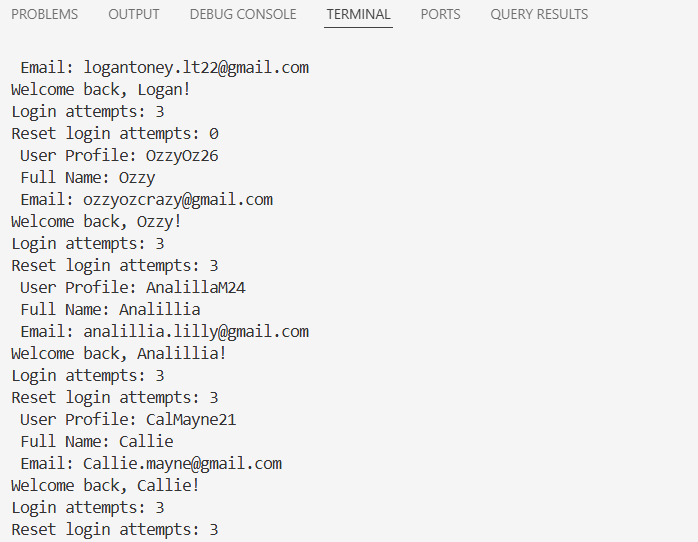 PROBLEMS OUTPUT DEBUG CONSOLE TERMINAL PORTS QUERY RESULTS
Email: logantoney.lt22@gmail.com
Welcome back, Logan!
Login attempts: 3
Reset login attempts: 0
User Profile: OzzyOz26
Full Name: Ozzy
Email: ozzyozcrazy@gmail.com
Welcome back, Ozzy!
Login attempts: 3
Reset login attempts: 3
User Profile: AnalillaM24
Full Name: Analillia
Email: analillia.lilly@gmail.com
Welcome back, Analillia!
Login attempts: 3
Reset login attempts: 3
User Profile: CalMayne21
Full Name: Callie
Email: Callie.mayne@gmail.com
Welcome back, Callie!
Login attempts: 3
Reset login attempts: 3